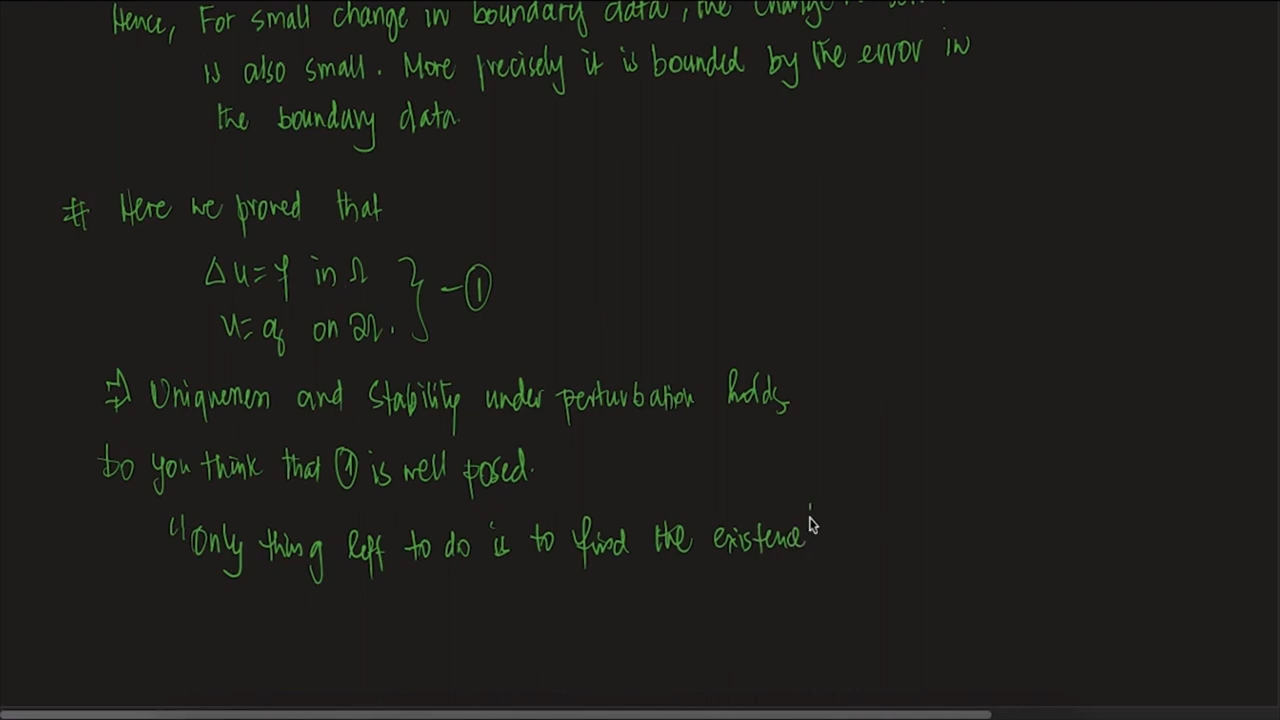 Hence, For small change in boundary data, the change
is also small. More precisely it is bounded by the error in
the boundary data.
# Here we proved that
Δu = f in Ω
u = g on ∂Ω. } - ①
⇒ Uniqueness and Stability under perturbation holds
Do you think that ① is well posed.
"Only thing left to do is to find the existence"